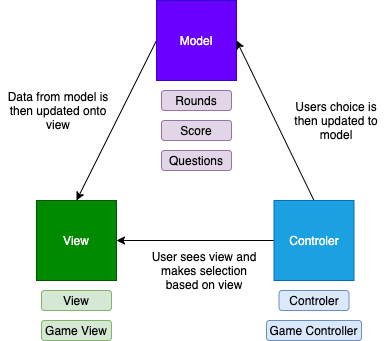 Model
Data from model is
then updated onto
view
Users choice is
then updated to
model
Rounds
Score
Questions
View
Controler
User sees view and
makes selection
based on view
View
Game View
Controler
Game Controller